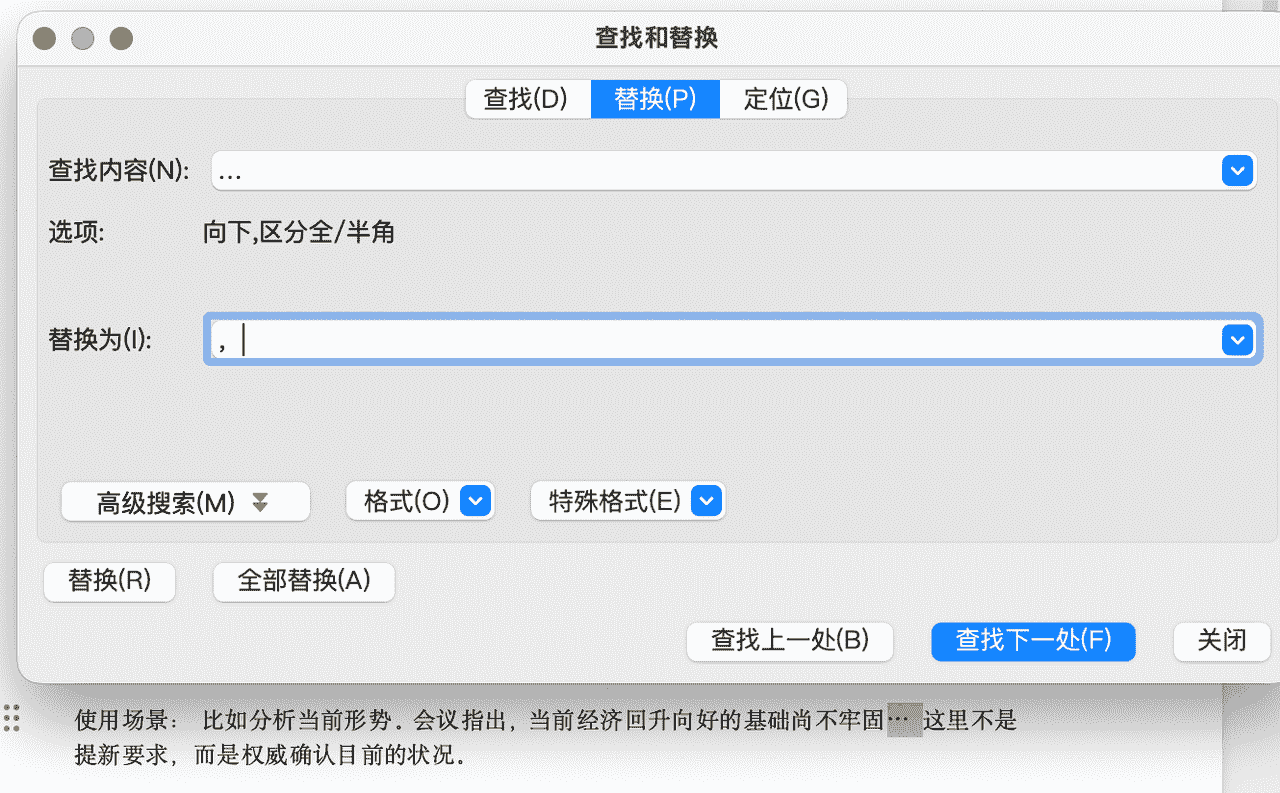 查找和替换
查找(D) 替换(P) 定位(G)
查找内容(N): …
选项: 向下,区分全/半角
替换为(I): ，
高级搜索(M) 格式(O) 特殊格式(E)
替换(R) 全部替换(A)
查找上一处(B) 查找下一处(F) 关闭
使用场景： 比如分析当前形势。会议指出，当前经济回升向好的基础尚不牢固…这里不是
提新要求，而是权威确认目前的状况。